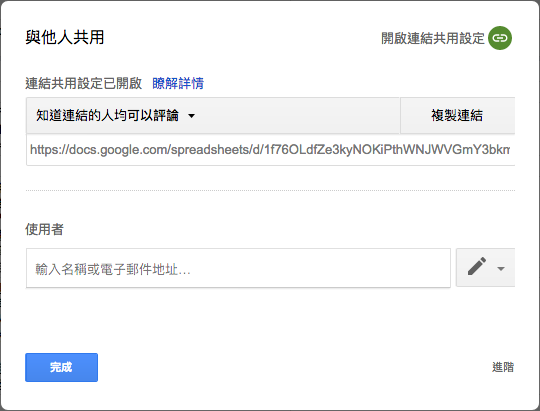 與他人共用
開啟連結共用設定
連結共用設定已開啟 瞭解詳情
知道連結的人均可以評論
複製連結
https://docs.google.com/spreadsheets/d/1f76OLdfZe3kyNOKiPthWNJWVGmY3bkm
使用者
輸入名稱或電子郵件地址…
完成
進階